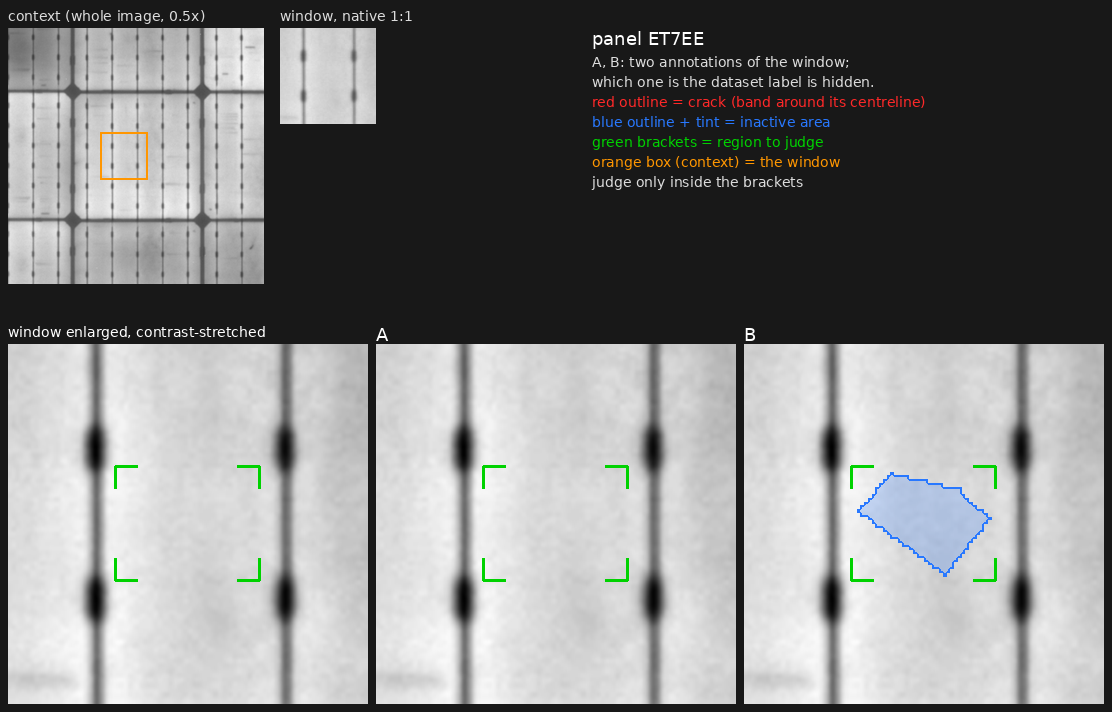 context (whole image, 0.5x)
window, native 1:1
panel ET7EE
A, B: two annotations of the window;
which one is the dataset label is hidden.
red outline = crack (band around its centreline)
blue outline + tint = inactive area
green brackets = region to judge
orange box (context) = the window
judge only inside the brackets
window enlarged, contrast-stretched
A
B